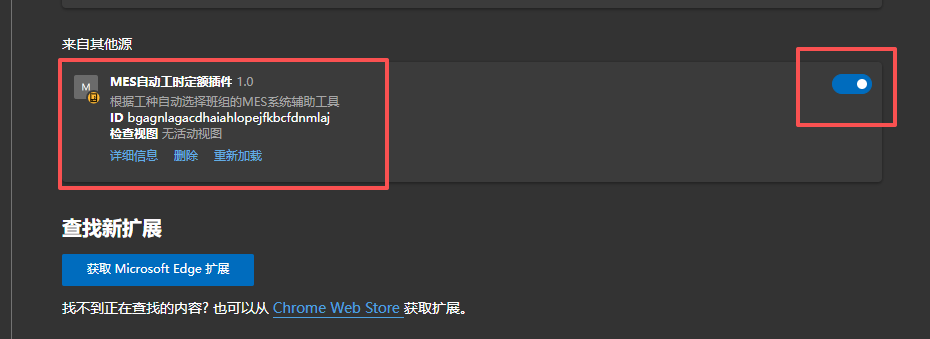 来自其他源
M
MES自动工时定额插件 1.0
根据工种自动选择班组的MES系统辅助工具
ID bgagnlagacdhaiahlopejfkbcfdnmlaj
检查视图 无活动视图
详细信息 删除 重新加载
查找新扩展
获取 Microsoft Edge 扩展
找不到正在查找的内容? 也可以从 Chrome Web Store 获取扩展。